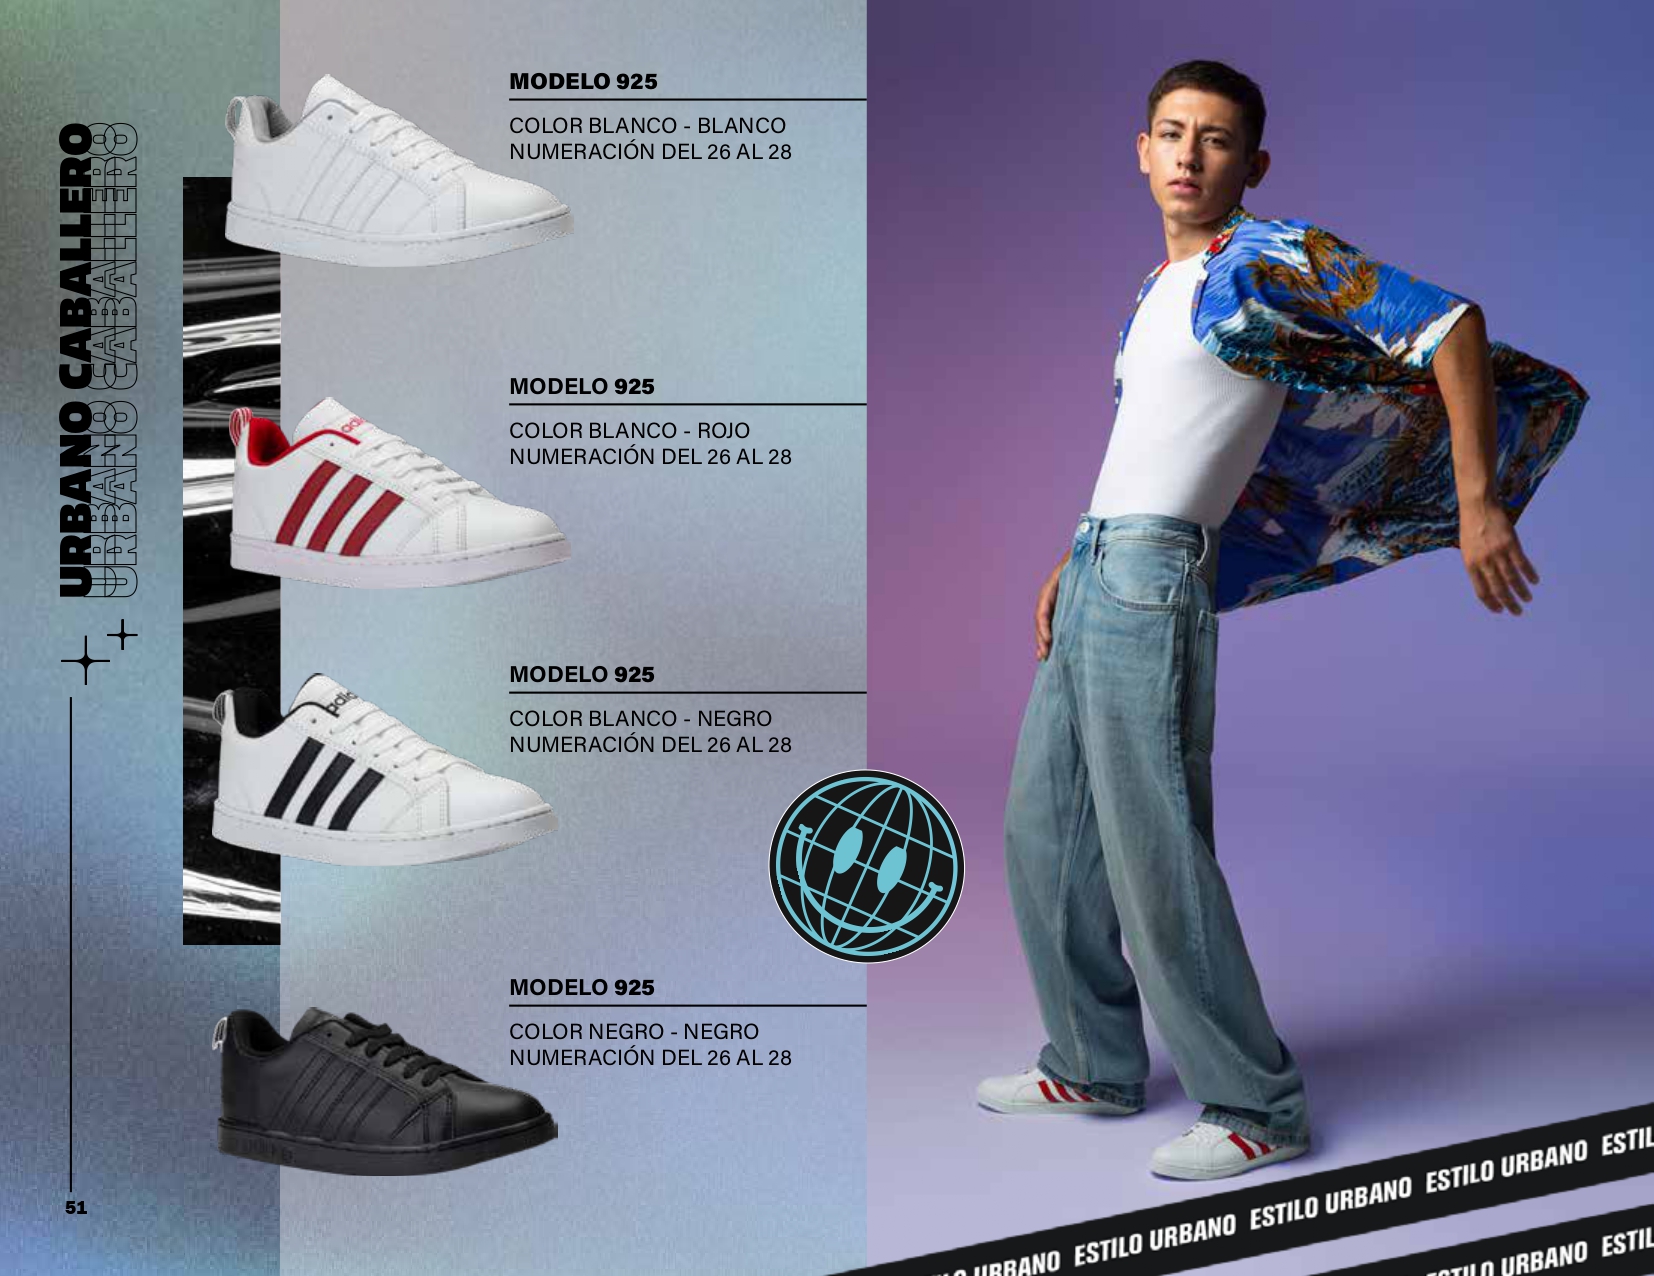 URBANO CABALLERO
URBANO CABALLERO
MODELO 925
COLOR BLANCO - BLANCO
NUMERACIÓN DEL 26 AL 28
MODELO 925
COLOR BLANCO - ROJO
NUMERACIÓN DEL 26 AL 28
MODELO 925
COLOR BLANCO - NEGRO
NUMERACIÓN DEL 26 AL 28
MODELO 925
COLOR NEGRO - NEGRO
NUMERACIÓN DEL 26 AL 28
51
URBANO ESTILO URBANO ESTILO URBANO ESTILO URBANO
URBANO